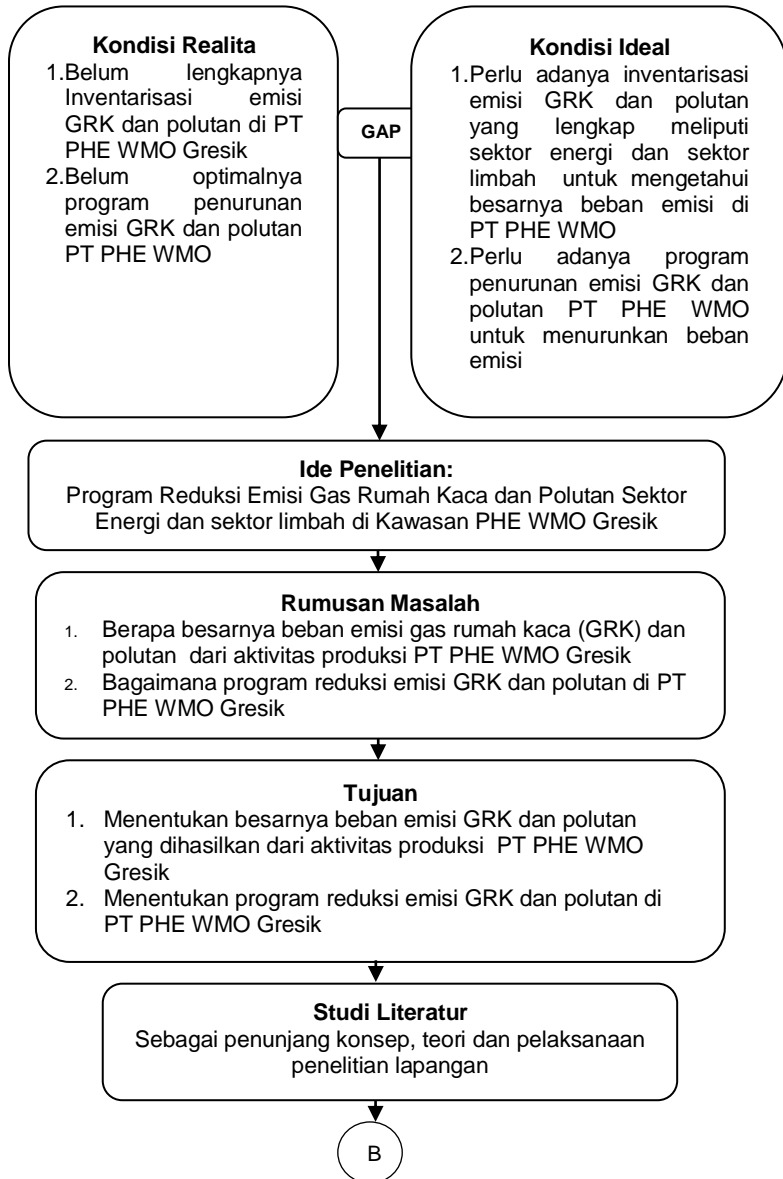 Kondisi Realita
1.Belum lengkapnya
Inventarisasi emisi
GRK dan polutan di PT
PHE WMO Gresik
2.Belum optimalnya
program penurunan
emisi GRK dan polutan
PT PHE WMO
GAP
Kondisi Ideal
1.Perlu adanya inventarisasi
emisi GRK dan polutan
yang lengkap meliputi
sektor energi dan sektor
limbah untuk mengetahui
besarnya beban emisi di
PT PHE WMO
2.Perlu adanya program
penurunan emisi GRK dan
polutan PT PHE WMO
untuk menurunkan beban
emisi
Ide Penelitian:
Program Reduksi Emisi Gas Rumah Kaca dan Polutan Sektor
Energi dan sektor limbah di Kawasan PHE WMO Gresik
Rumusan Masalah
1. Berapa besarnya beban emisi gas rumah kaca (GRK) dan
polutan dari aktivitas produksi PT PHE WMO Gresik
2. Bagaimana program reduksi emisi GRK dan polutan di PT
PHE WMO Gresik
Tujuan
1. Menentukan besarnya beban emisi GRK dan polutan
yang dihasilkan dari aktivitas produksi PT PHE WMO
Gresik
2. Menentukan program reduksi emisi GRK dan polutan di
PT PHE WMO Gresik
Studi Literatur
Sebagai penunjang konsep, teori dan pelaksanaan
penelitian lapangan
B